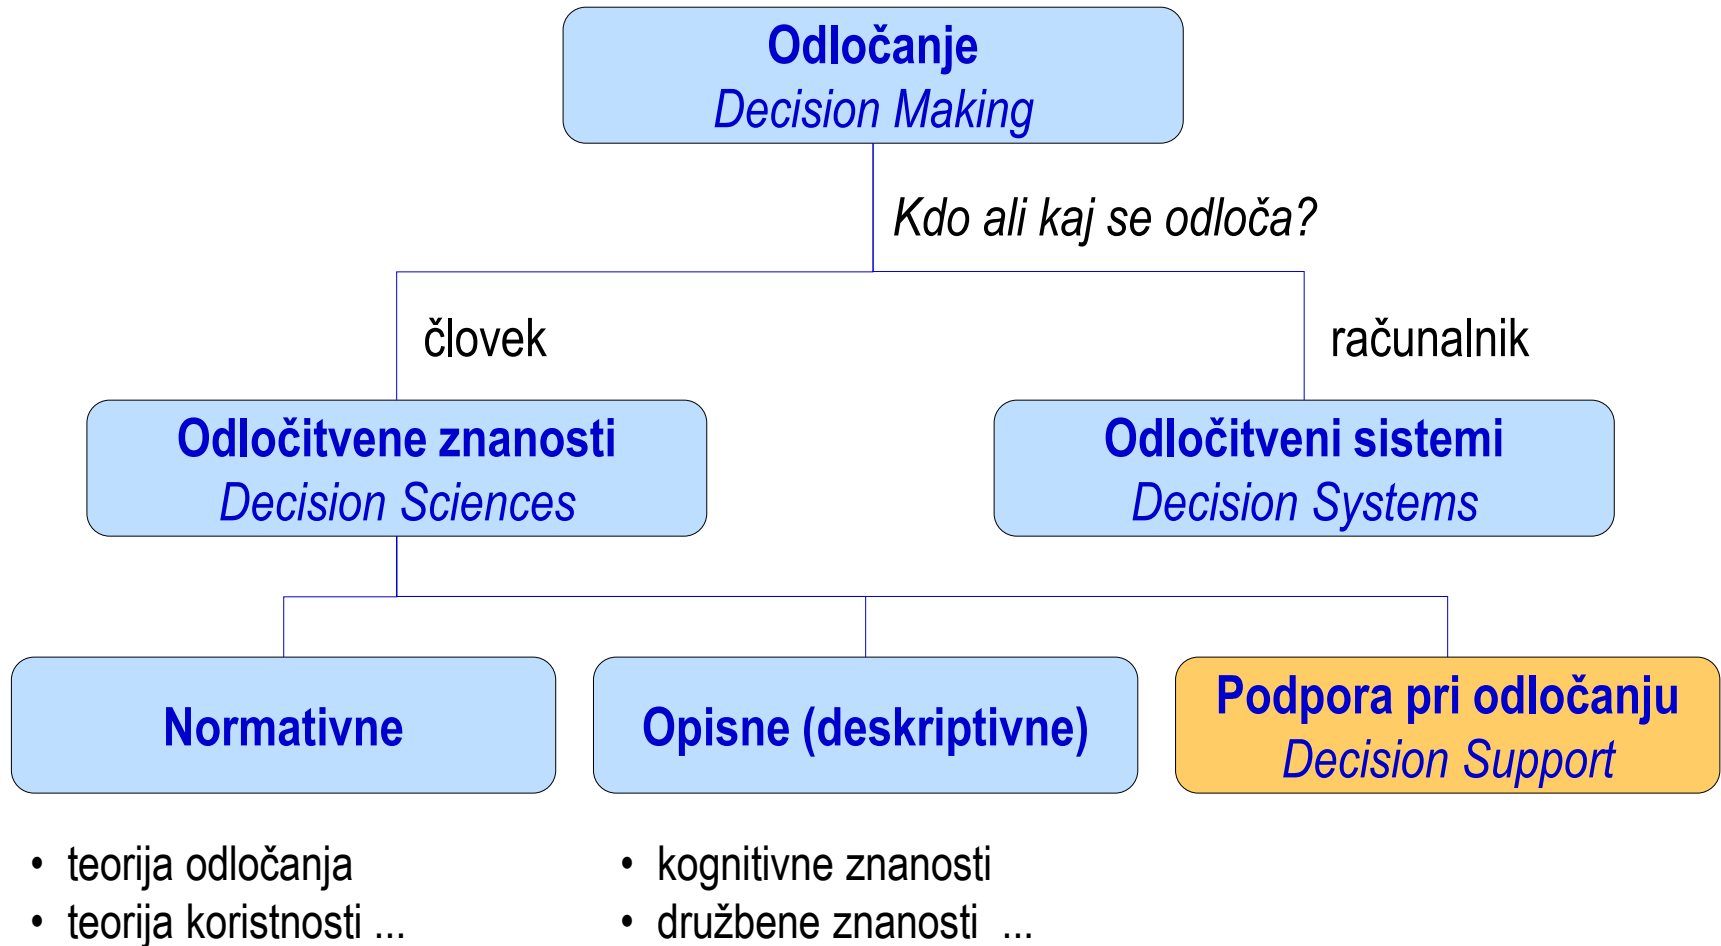 Odločanje
Decision Making
Kdo ali kaj se odloča?
človek
računalnik
Odločitvene znanosti
Decision Sciences
Odločitveni sistemi
Decision Systems
Normativne
Opisne (deskriptivne)
Podpora pri odločanju
Decision Support
• teorija odločanja
• teorija koristnosti ...
• kognitivne znanosti
• družbene znanosti ...